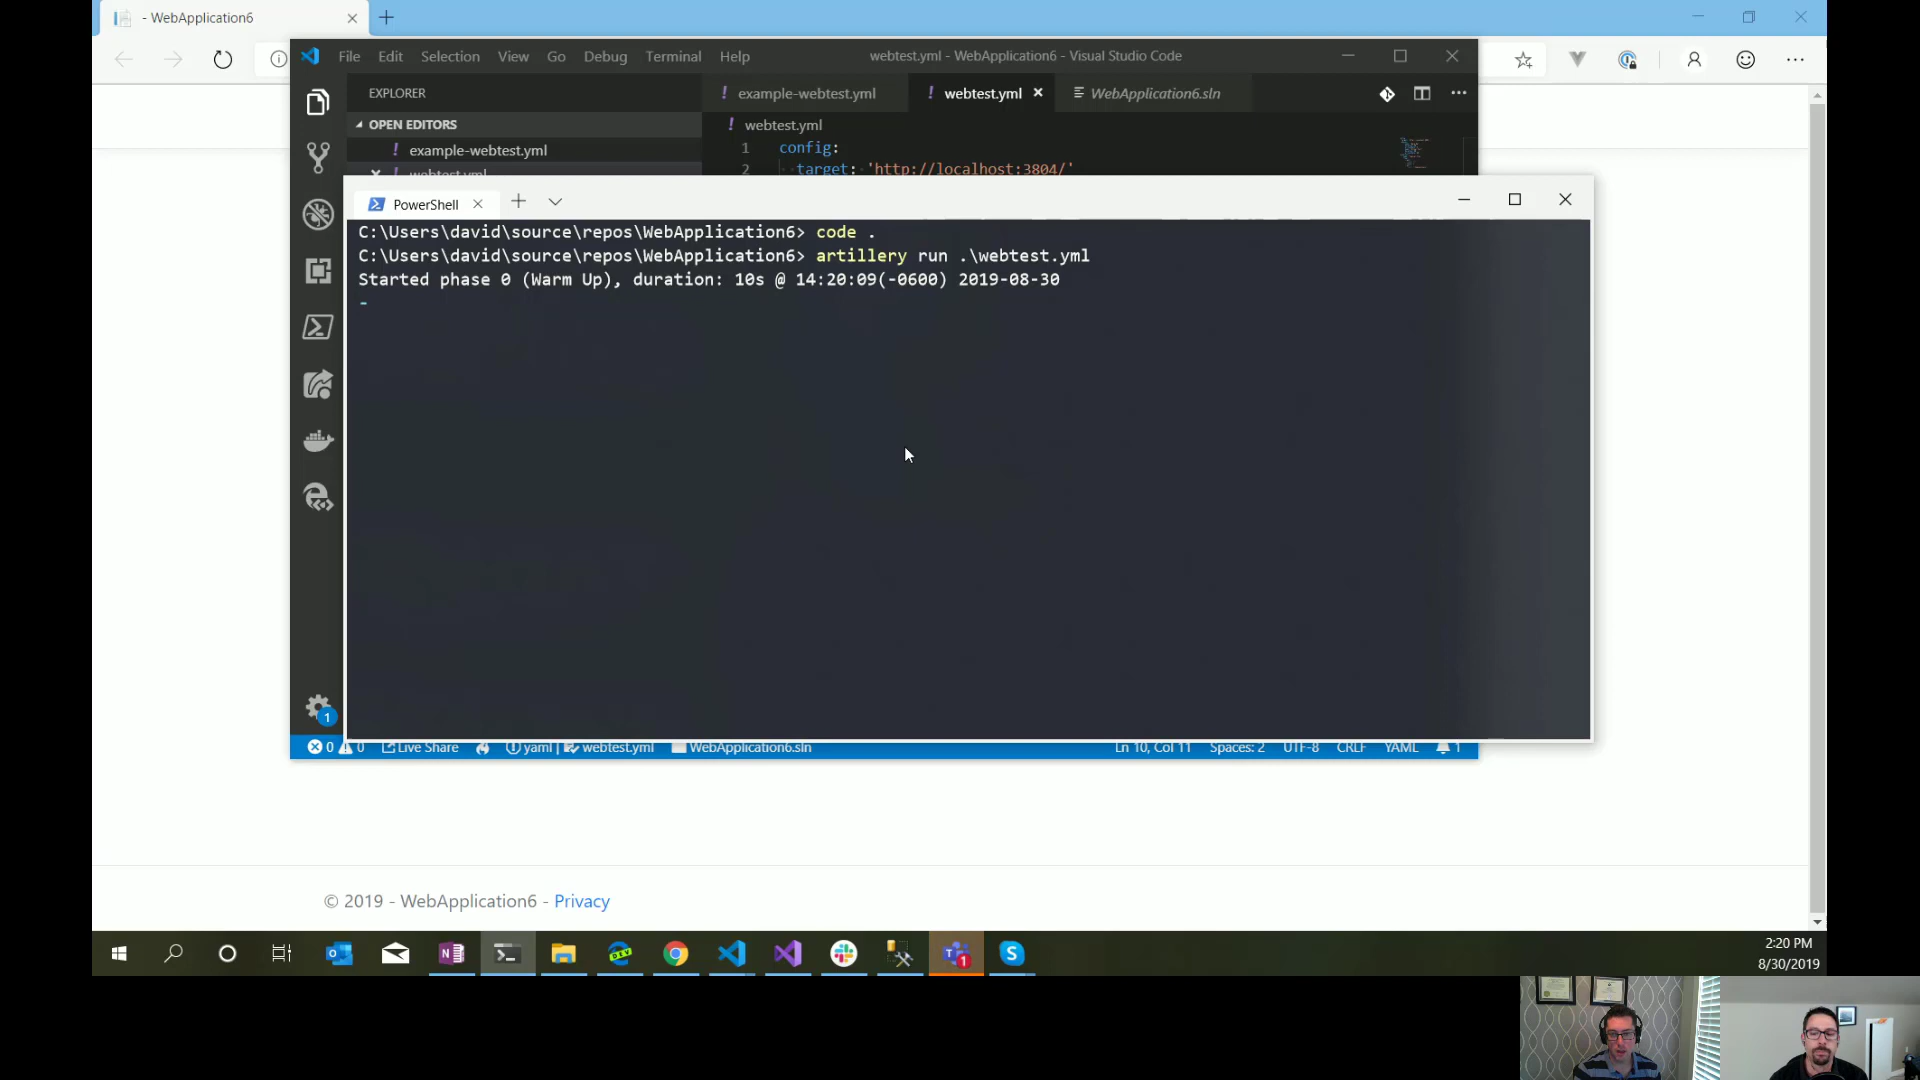 - WebApplication6
File Edit Selection View Go Debug Terminal Help webtest.yml - WebApplication6 - Visual Studio Code
EXPLORER
! example-webtest.yml ! webtest.yml WebApplication6.sln
OPEN EDITORS
! webtest.yml
! example-webtest.yml
1 config:
2 target: 'http://localhost:3804/'
! webtest.yml
PowerShell
C:\Users\david\source\repos\WebApplication6> code .
C:\Users\david\source\repos\WebApplication6> artillery run .\webtest.yml
Started phase 0 (Warm Up), duration: 10s @ 14:20:09(-0600) 2019-08-30
-
1
0 0 Live Share yaml | webtest.yml WebApplication6.sln Ln 10, Col 11 Spaces: 2 UTF-8 CRLF YAML 1
© 2019 - WebApplication6 - Privacy
DEV
1
2:20 PM
8/30/2019